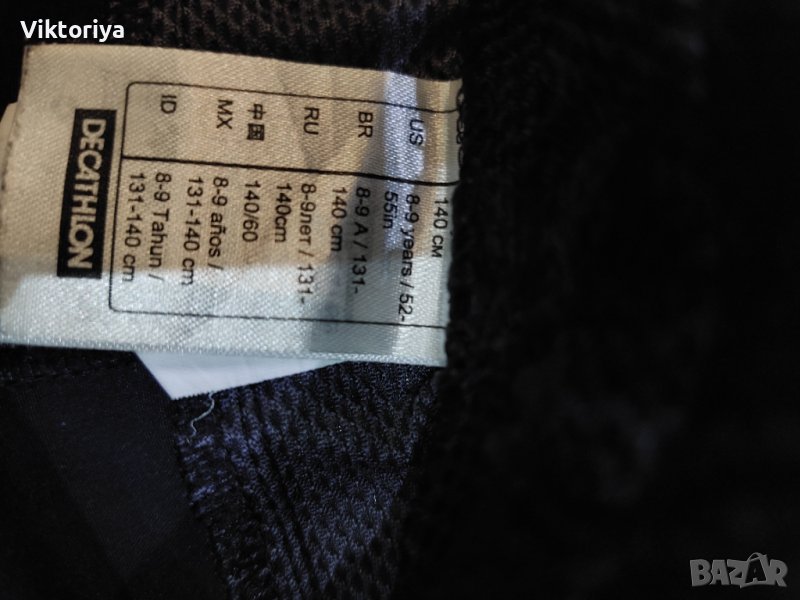 Viktoriya
140 см
US 8-9 years / 52-
55in
BR 8-9 A / 131-
140 cm
RU 8-9лет / 131-
140cm
中国 140/60
MX 8-9 años /
131-140 cm
ID 8-9 Tahun /
131-140 cm
DECATHLON
BAZAR